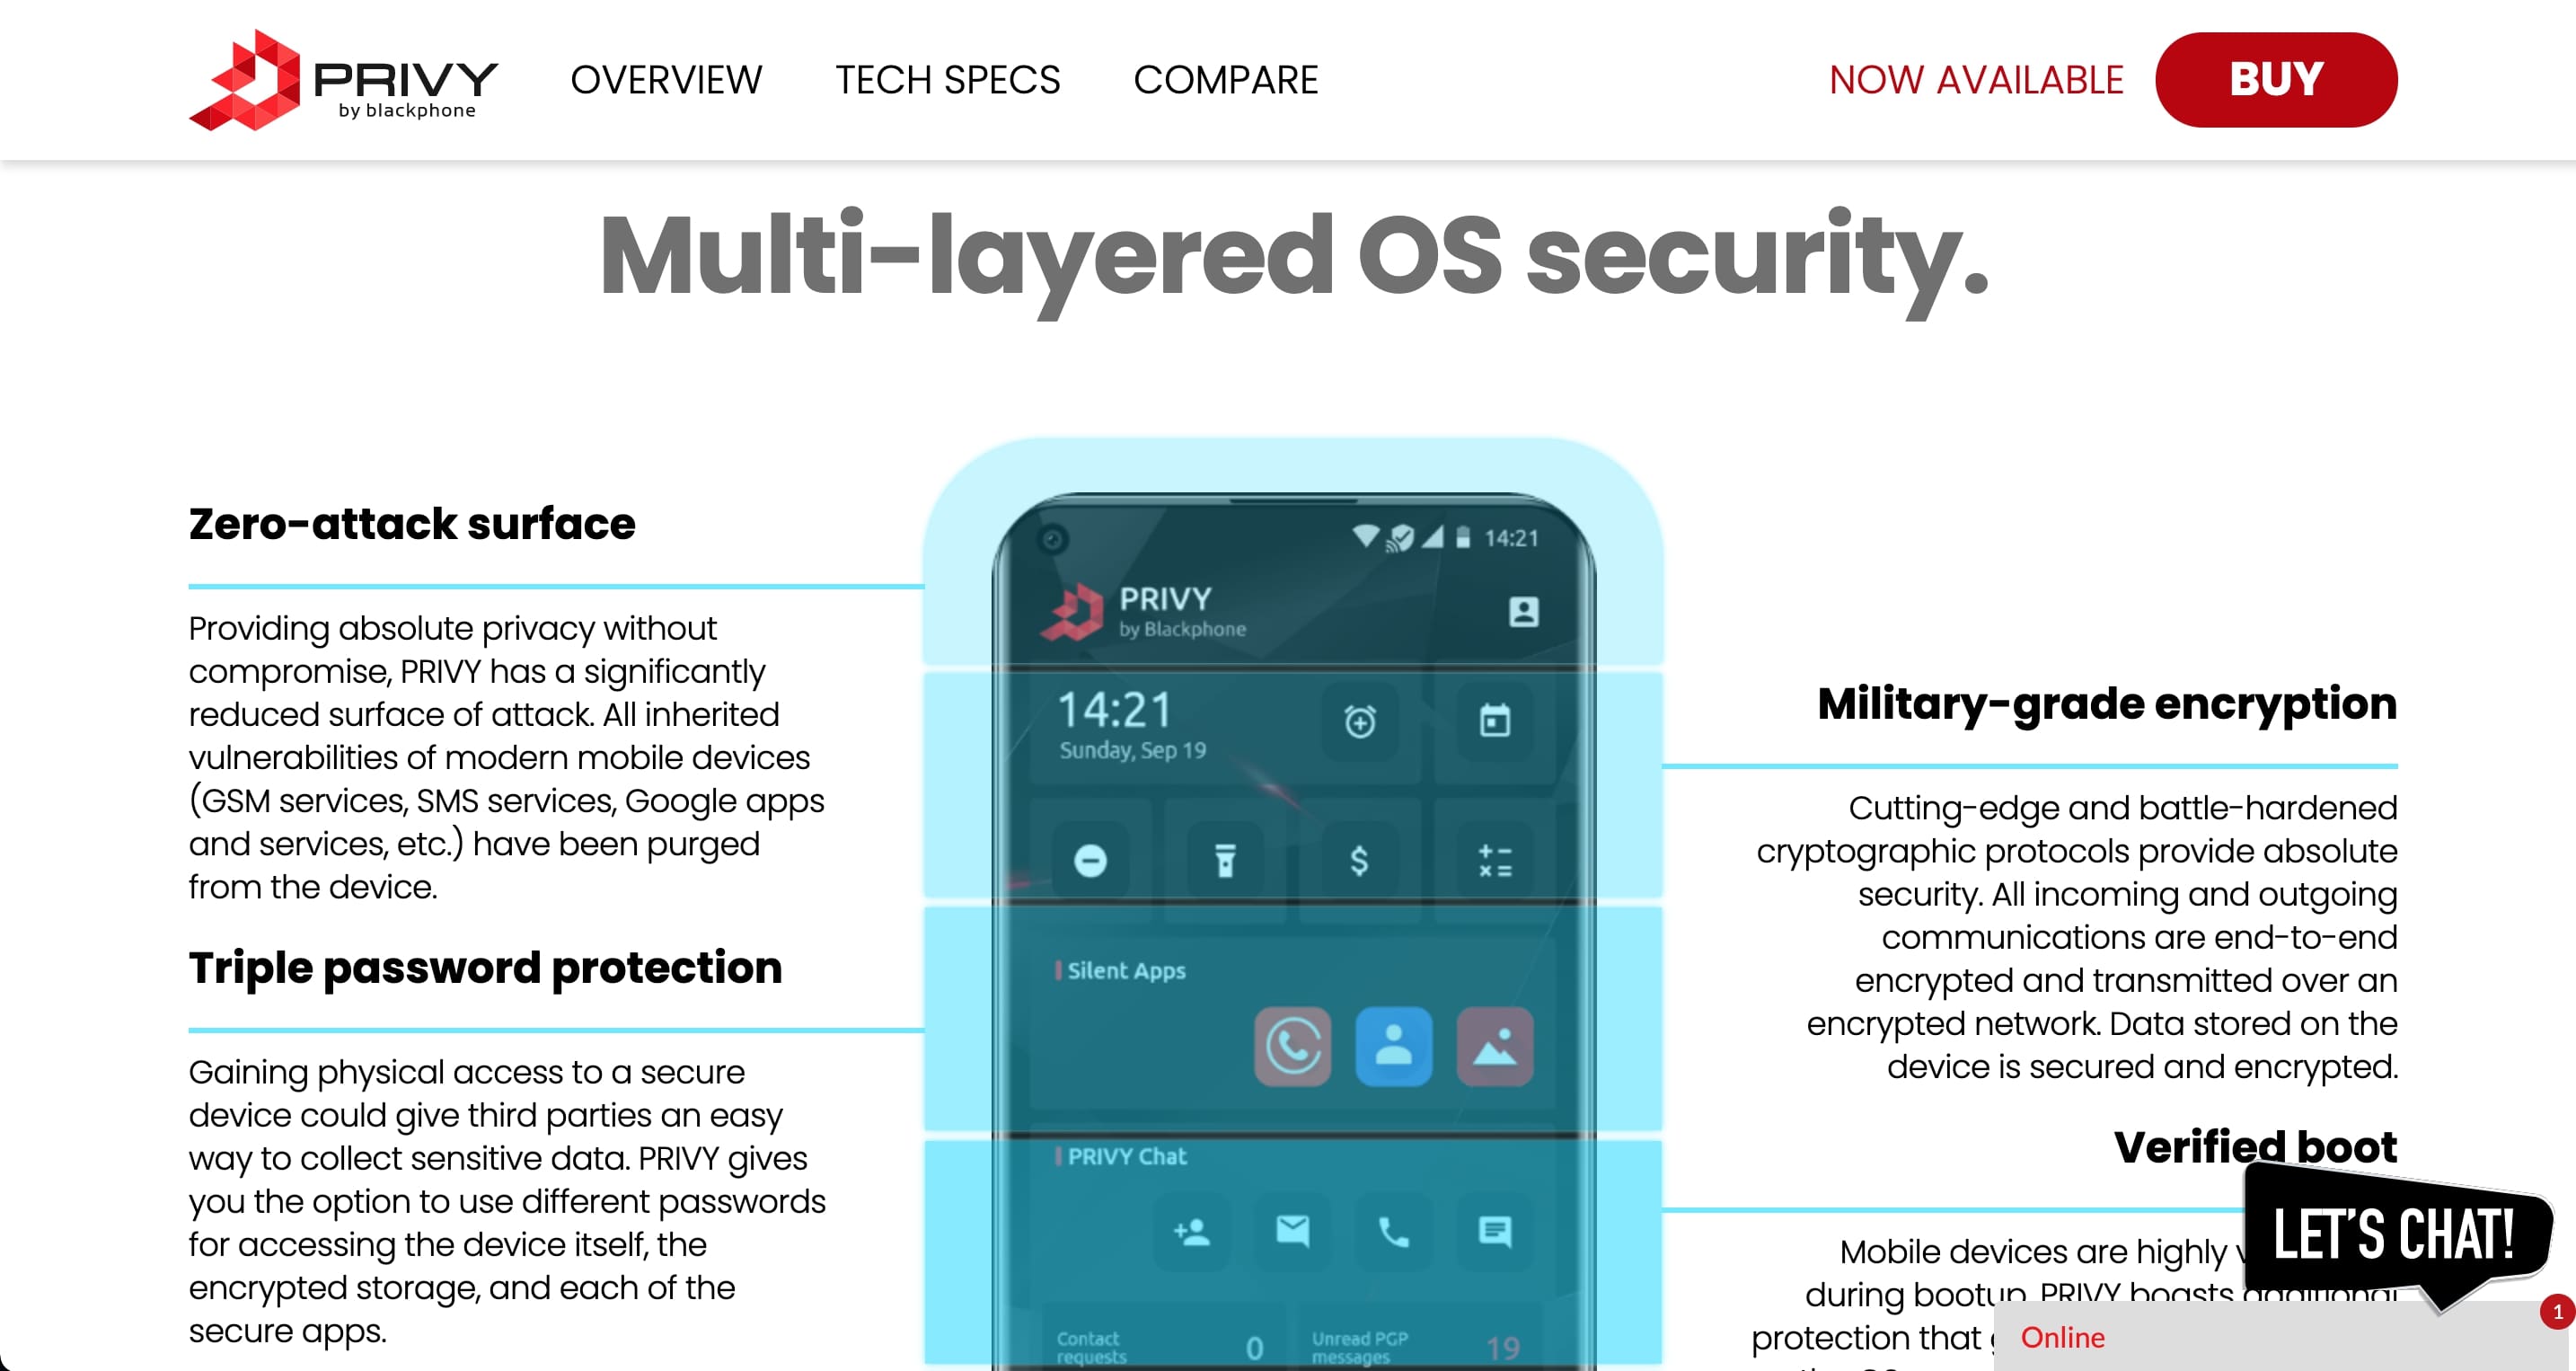 PRIVY
by blackphone
OVERVIEW
TECH SPECS
COMPARE
NOW AVAILABLE
BUY
Multi-layered OS security.
Zero-attack surface
Providing absolute privacy without
compromise, PRIVY has a significantly
reduced surface of attack. All inherited
vulnerabilities of modern mobile devices
(GSM services, SMS services, Google apps
and services, etc.) have been purged
from the device.
Triple password protection
Gaining physical access to a secure
device could give third parties an easy
way to collect sensitive data. PRIVY gives
you the option to use different passwords
for accessing the device itself, the
encrypted storage, and each of the
secure apps.
14:21
PRIVY
by Blackphone
14:21
Sunday, Sep 19
Silent Apps
PRIVY Chat
Contact
requests
0
Unread PGP
messages
19
Military-grade encryption
Cutting-edge and battle-hardened
cryptographic protocols provide absolute
security. All incoming and outgoing
communications are end-to-end
encrypted and transmitted over an
encrypted network. Data stored on the
device is secured and encrypted.
Verified boot
Mobile devices are highly
during bootup. PRIVY boasts additional
protection that
LET'S CHAT!
Online
1